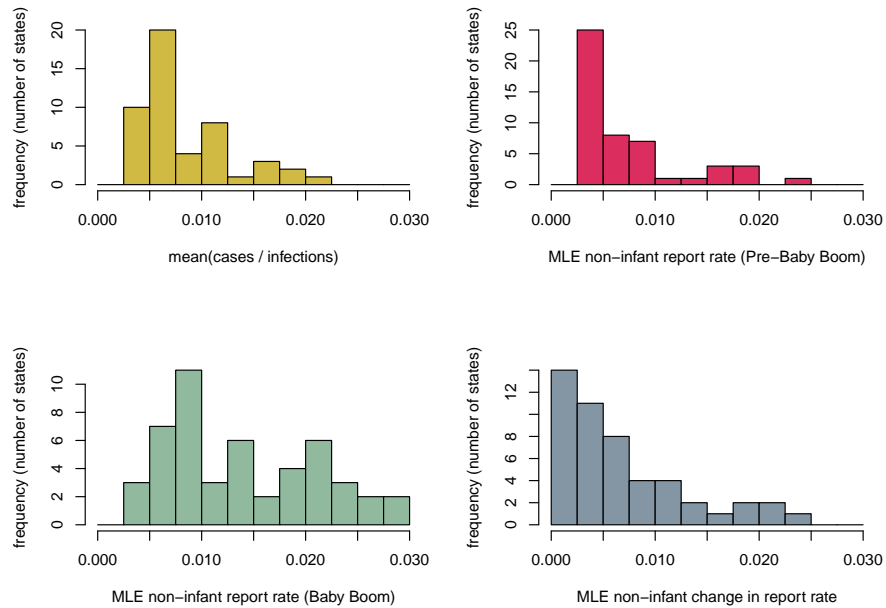 frequency (number of states)
0 5 10 15 20
0.000 0.010 0.020 0.030
mean(cases / infections)
frequency (number of states)
0 5 10 15 20 25
0.000 0.010 0.020 0.030
MLE non−infant report rate (Pre−Baby Boom)
frequency (number of states)
0 2 4 6 8 10
0.000 0.010 0.020 0.030
MLE non−infant report rate (Baby Boom)
frequency (number of states)
0 2 4 8 12
0.000 0.010 0.020 0.030
MLE non−infant change in report rate